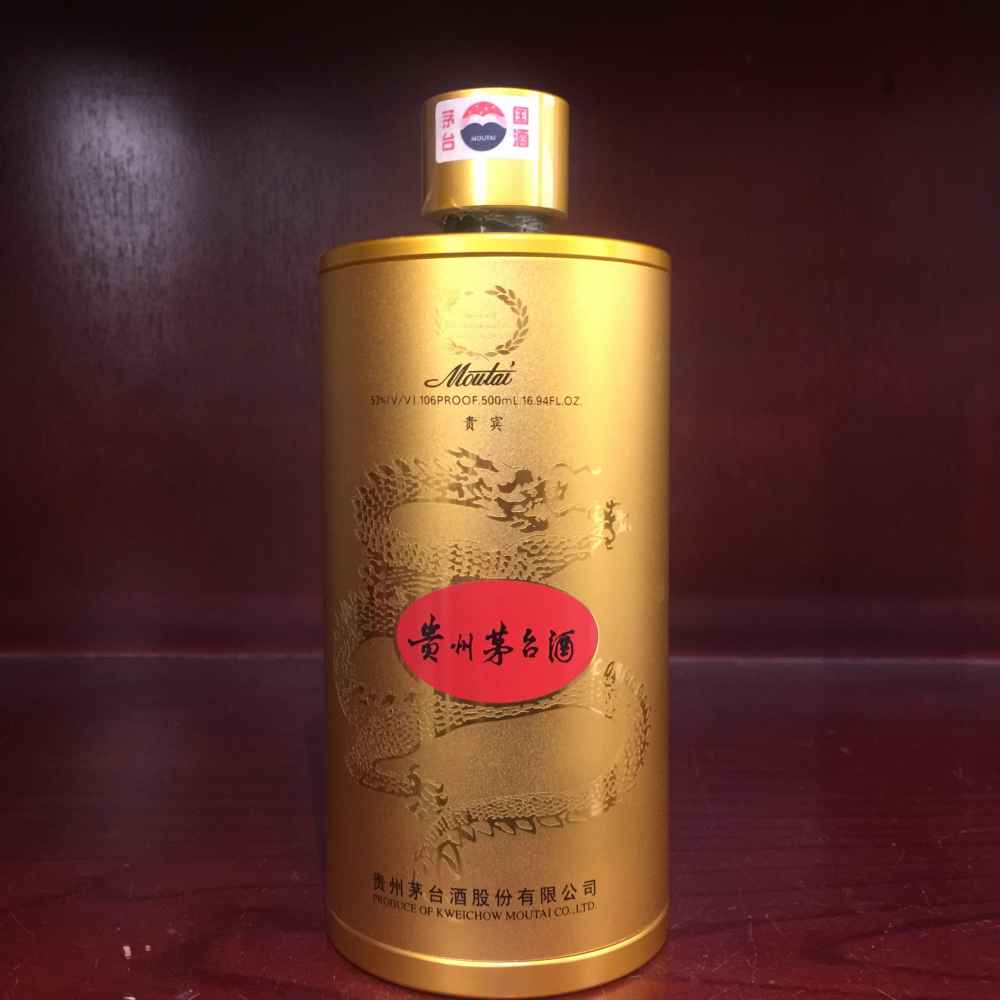 茅台
MOUTAI
国酒
Moutai
53%(V/V).106PROOF.500mL.16.94FL.OZ.
贵宾
贵州茅台酒
贵州茅台酒股份有限公司
PRODUCE OF KWEICHOW MOUTAI CO.,LTD.